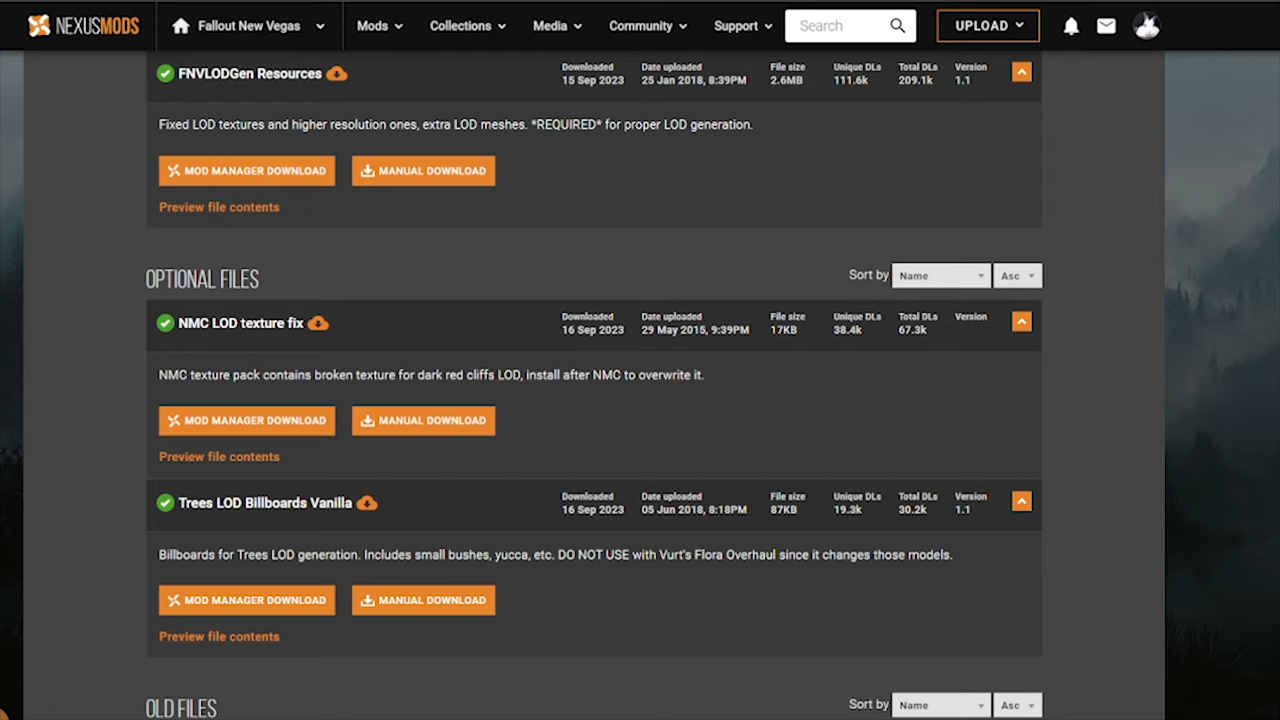 NEXUSMODS Fallout New Vegas Mods Collections Media Community Support Search UPLOAD
FNVLODGen Resources
Downloaded Date uploaded File size Unique DLs Total DLs Version
15 Sep 2023 25 Jan 2018, 8:39PM 2.6MB 111.6k 209.1k 1.1
Fixed LOD textures and higher resolution ones, extra LOD meshes. *REQUIRED* for proper LOD generation.
MOD MANAGER DOWNLOAD MANUAL DOWNLOAD
Preview file contents
OPTIONAL FILES Sort by Name Asc
NMC LOD texture fix
Downloaded Date uploaded File size Unique DLs Total DLs Version
16 Sep 2023 29 May 2015, 9:39PM 17KB 38.4k 67.3k
NMC texture pack contains broken texture for dark red cliffs LOD, install after NMC to overwrite it.
MOD MANAGER DOWNLOAD MANUAL DOWNLOAD
Preview file contents
Trees LOD Billboards Vanilla
Downloaded Date uploaded File size Unique DLs Total DLs Version
16 Sep 2023 05 Jun 2018, 8:18PM 87KB 19.3k 30.2k 1.1
Billboards for Trees LOD generation. Includes small bushes, yucca, etc. DO NOT USE with Vurt's Flora Overhaul since it changes those models.
MOD MANAGER DOWNLOAD MANUAL DOWNLOAD
Preview file contents
OLD FILES Sort by Name Asc